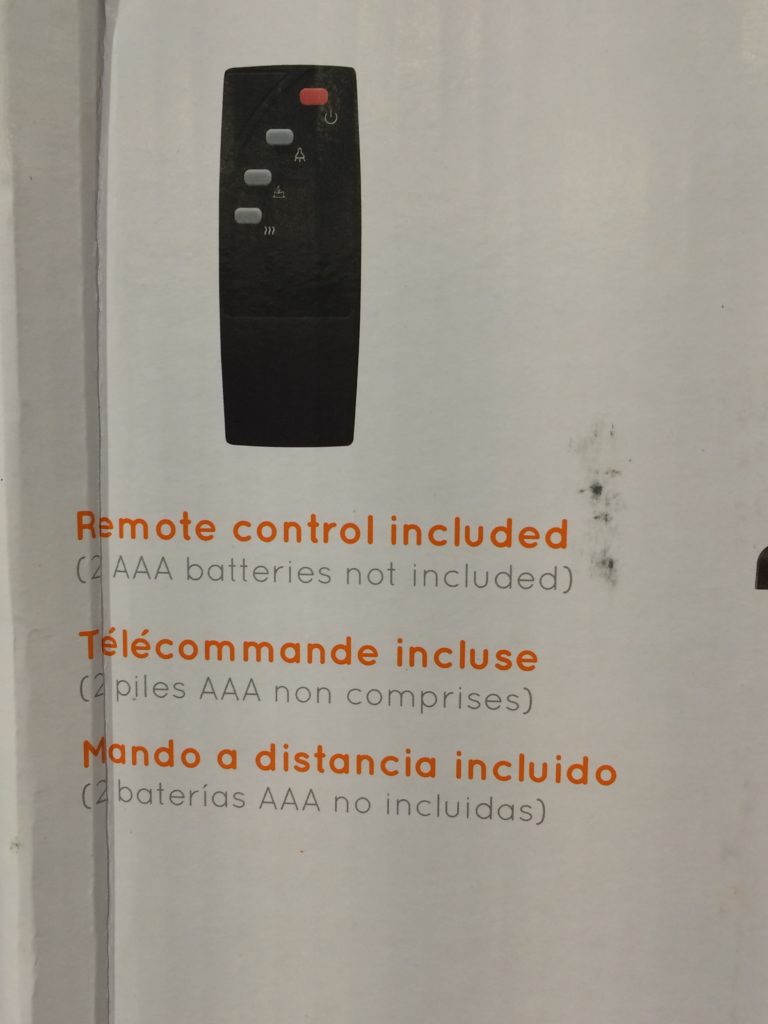 Remote control included
(2 AAA batteries not included)
Télécommande incluse
(2 piles AAA non comprises)
Mando a distancia incluido
(2 baterías AAA no incluidas)